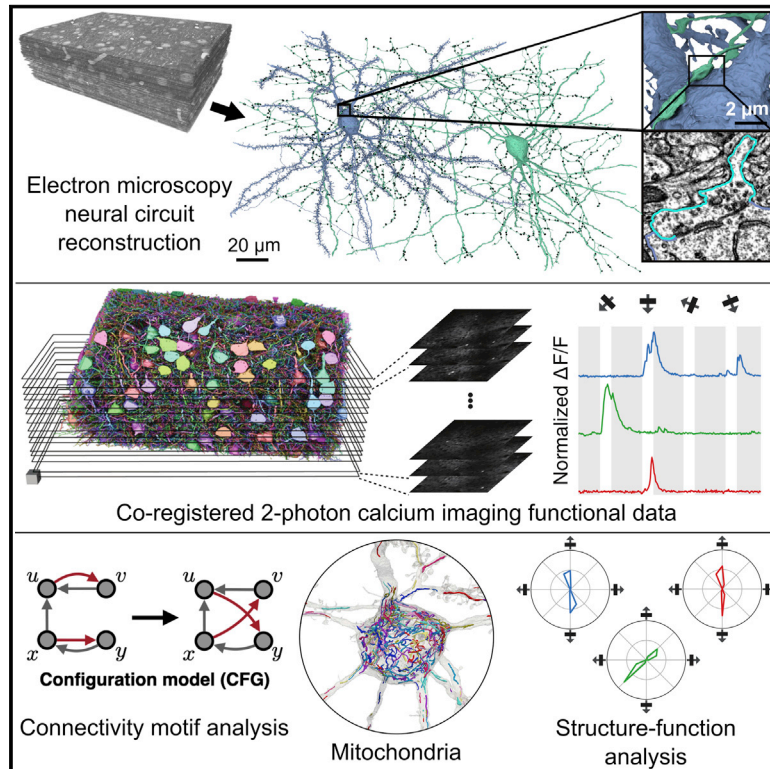 2 μm
Electron microscopy
neural circuit
reconstruction
20 μm
Normalized ΔF/F
Co-registered 2-photon calcium imaging functional data
u
v
u
v
x
y
x
y
Configuration model (CFG)
Connectivity motif analysis
Mitochondria
Structure-function
analysis